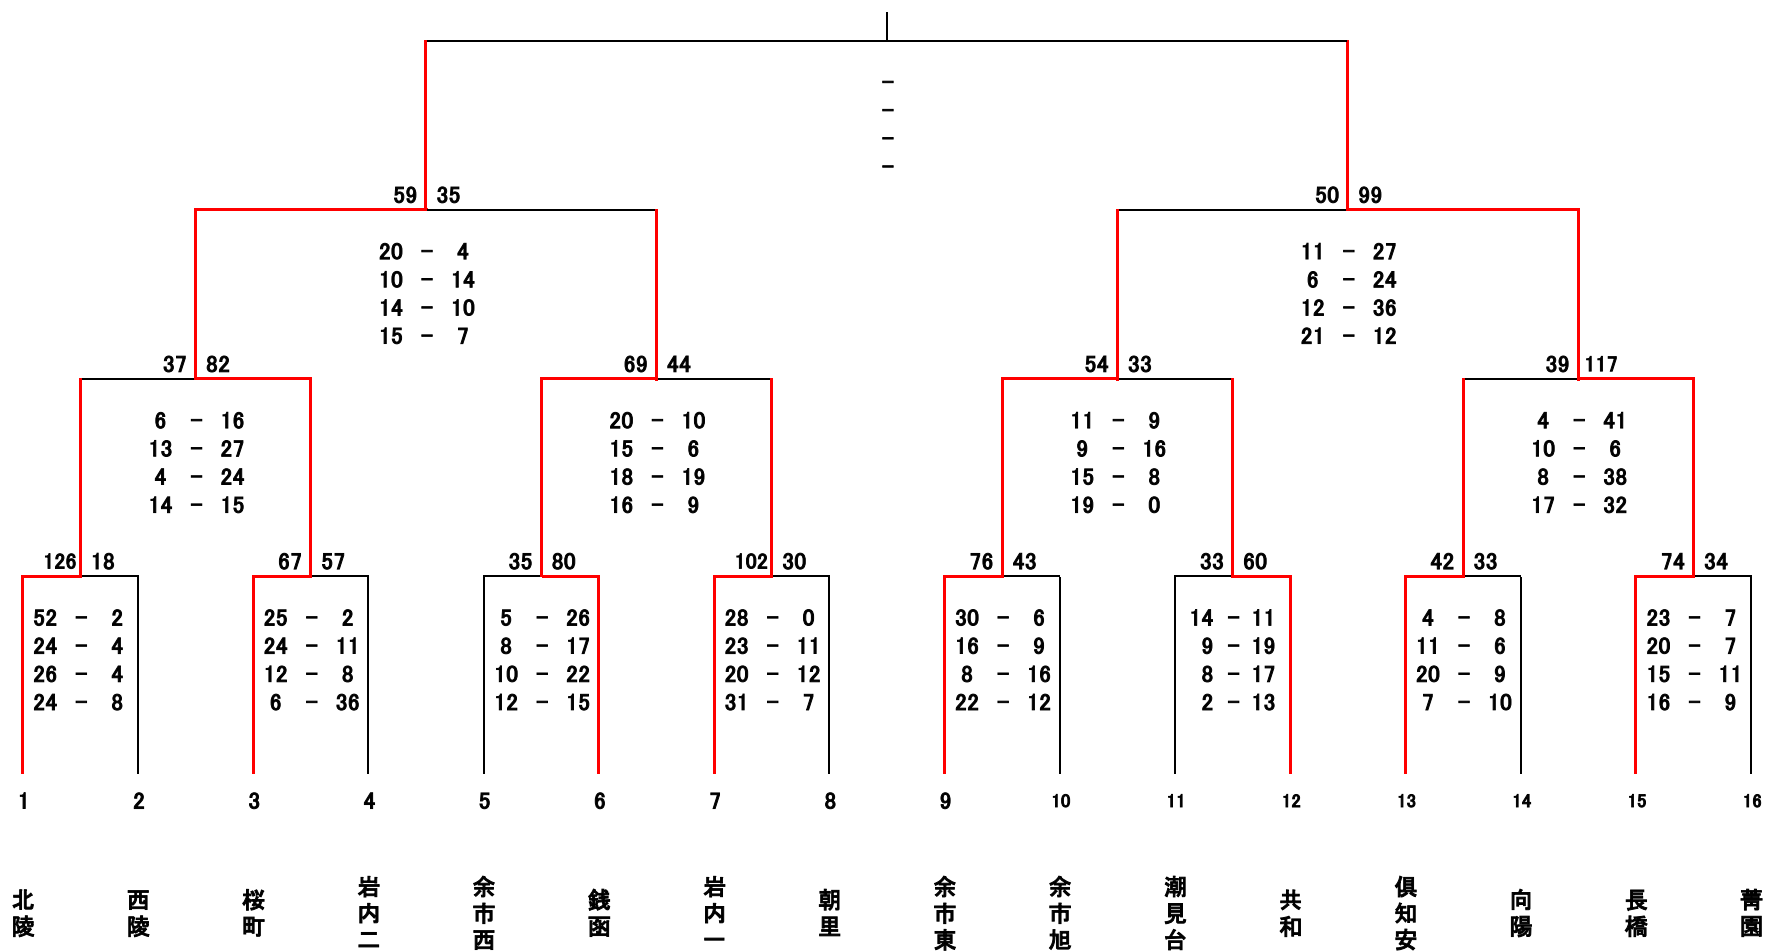 –
–
–
–
59 35
50 99
20 – 4
10 – 14
14 – 10
15 – 7
11 – 27
6 – 24
12 – 36
21 – 12
37 82
69 44
54 33
39 117
6 – 16
13 – 27
4 – 24
14 – 15
20 – 10
15 – 6
18 – 19
16 – 9
11 – 9
9 – 16
15 – 8
19 – 0
4 – 41
10 – 6
8 – 38
17 – 32
126 18
67 57
35 80
102 30
76 43
33 60
42 33
74 34
52 – 2
24 – 4
26 – 4
24 – 8
25 – 2
24 – 11
12 – 8
6 – 36
5 – 26
8 – 17
10 – 22
12 – 15
28 – 0
23 – 11
20 – 12
31 – 7
30 – 6
16 – 9
8 – 16
22 – 12
14 – 11
9 – 19
8 – 17
2 – 13
4 – 8
11 – 6
20 – 9
7 – 10
23 – 7
20 – 7
15 – 11
16 – 9
1 2 3 4 5 6 7 8 9 10 11 12 13 14 15 16
北陵
西陵
桜町
岩内二
余市西
銭函
岩内一
朝里
余市東
余市旭
潮見台
共和
倶知安
向陽
長橋
菁園